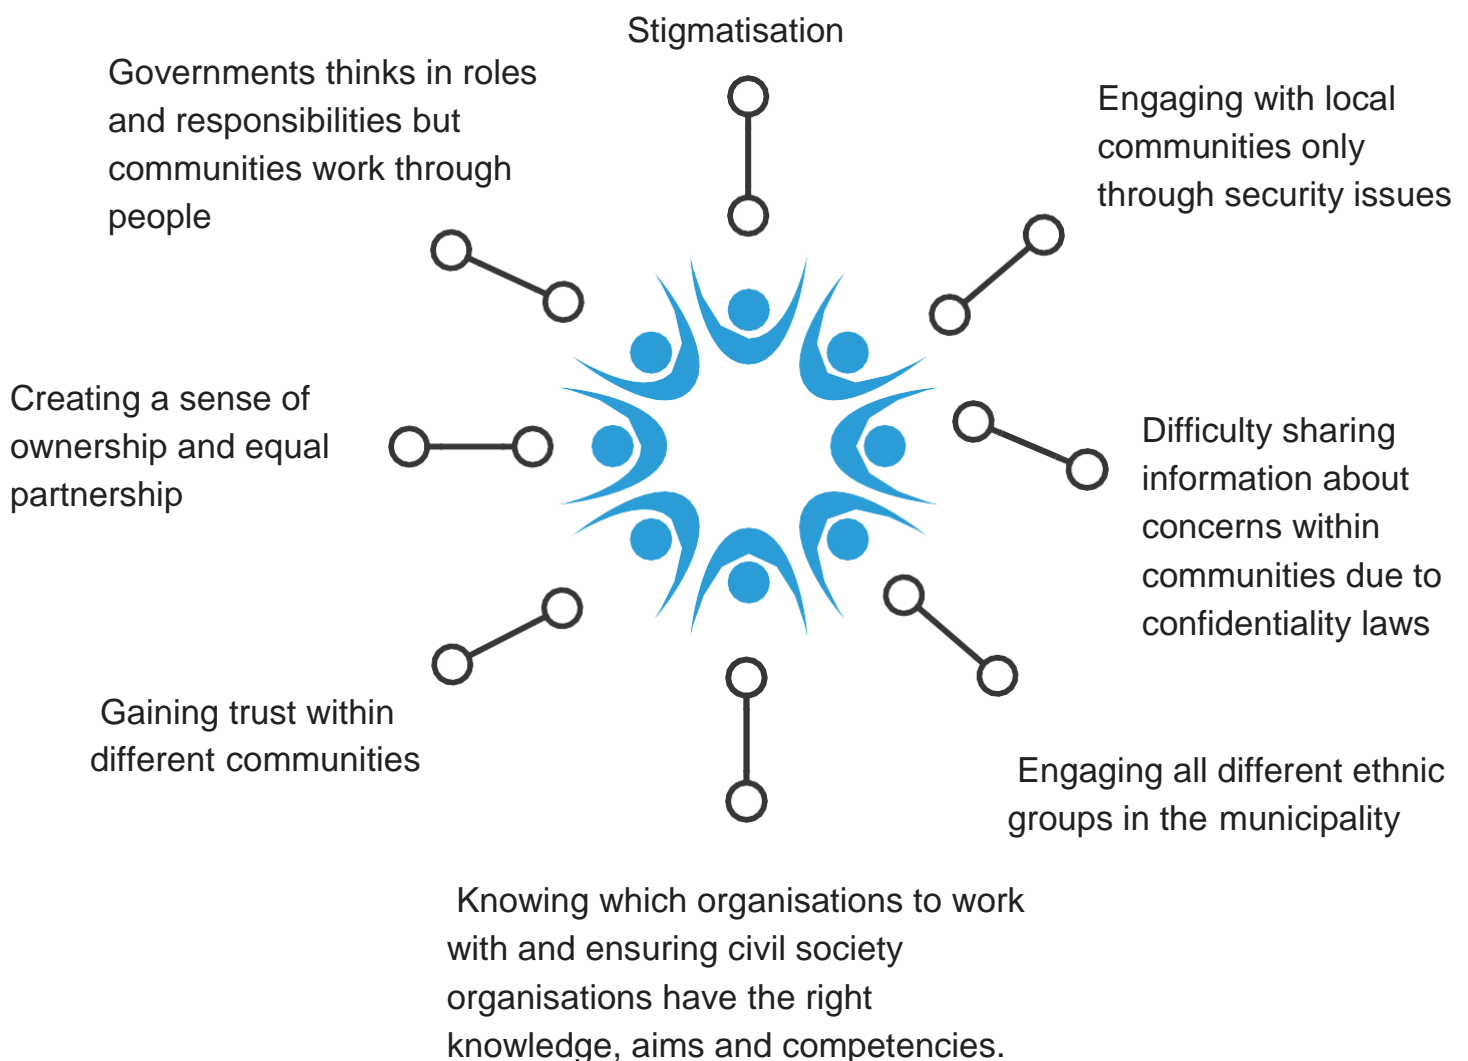 Stigmatisation
Governments thinks in roles
and responsibilities but
communities work through
people
Engaging with local
communities only
through security issues
Creating a sense of
ownership and equal
partnership
Difficulty sharing
information about
concerns within
communities due to
confidentiality laws
Gaining trust within
different communities
Engaging all different ethnic
groups in the municipality
Knowing which organisations to work
with and ensuring civil society
organisations have the right
knowledge, aims and competencies.